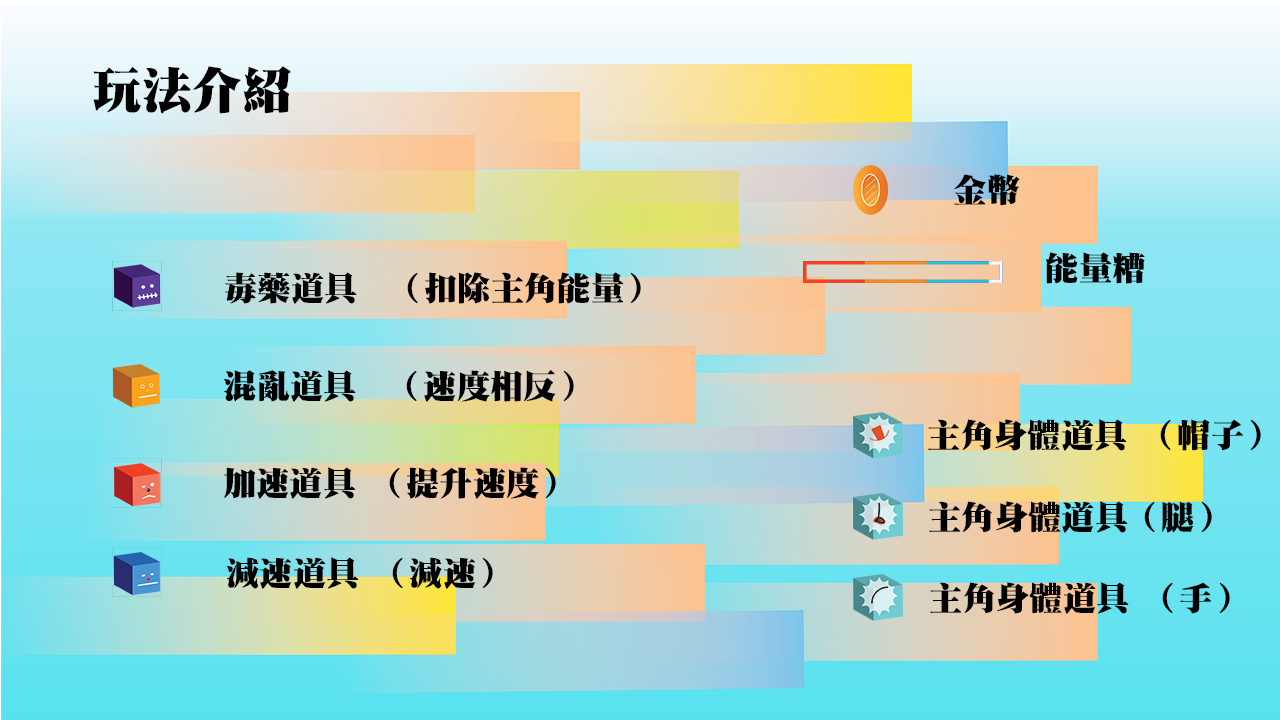 玩法介紹
毒藥道具 （扣除主角能量）
混亂道具 （速度相反）
加速道具 （提升速度）
減速道具 （減速）
金幣
能量糟
主角身體道具 （帽子）
主角身體道具（腿）
主角身體道具 （手）